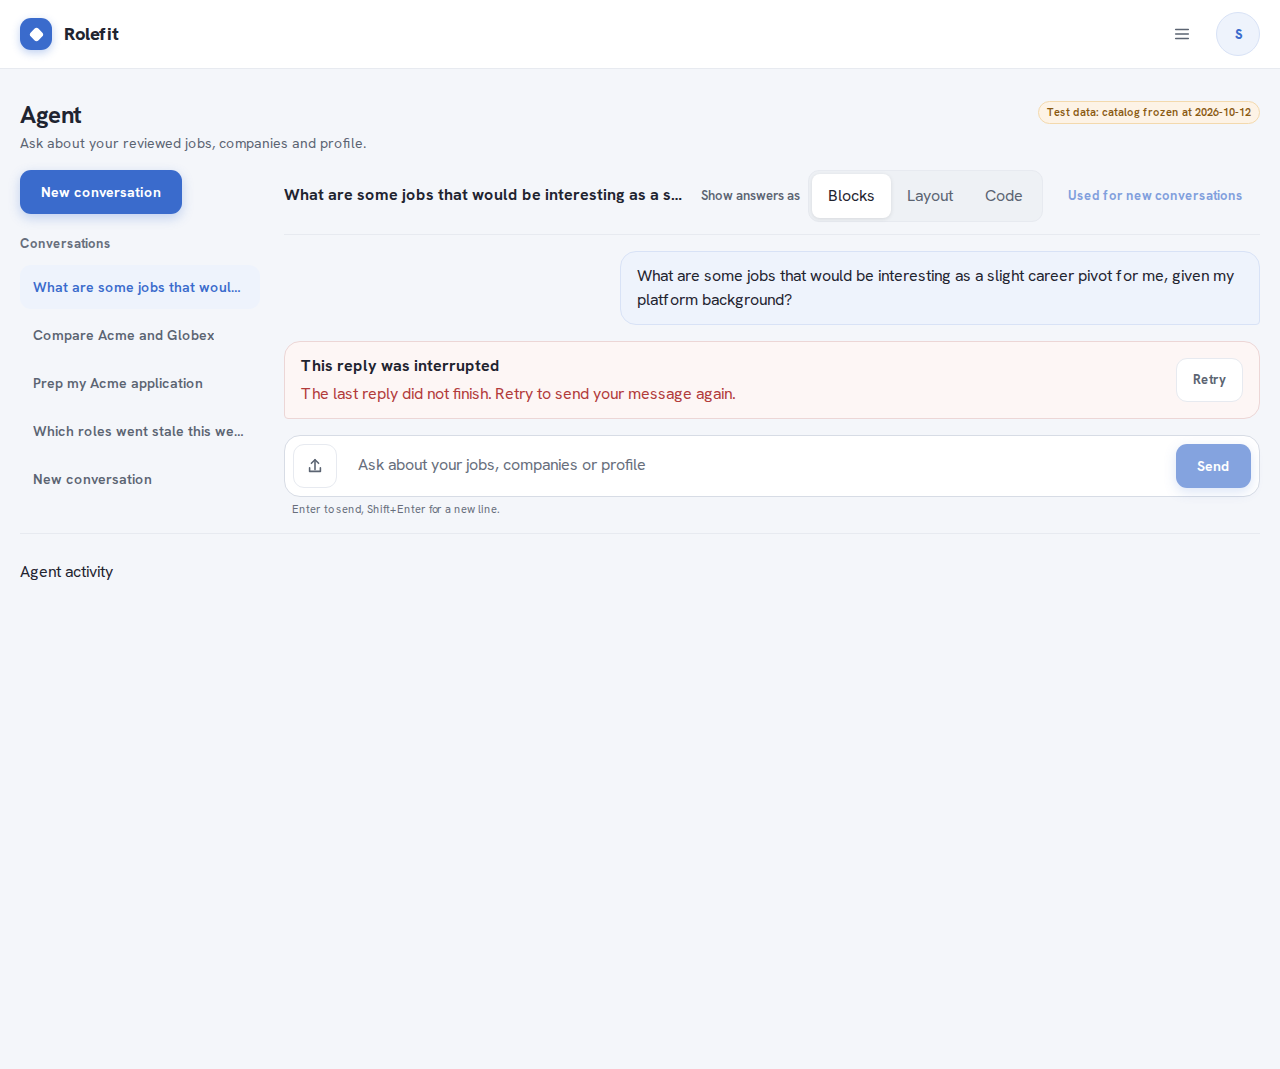 Rolefit
S
Agent
Test data: catalog frozen at 2026-10-12
Ask about your reviewed jobs, companies and profile.
New conversation
Conversations
What are some jobs that woul...
Compare Acme and Globex
Prep my Acme application
Which roles went stale this we...
New conversation
What are some jobs that would be interesting as a s...
Show answers as
Blocks
Layout
Code
Used for new conversations
What are some jobs that would be interesting as a slight career pivot for me, given my
platform background?
This reply was interrupted
The last reply did not finish. Retry to send your message again.
Retry
Ask about your jobs, companies or profile
Send
Enter to send, Shift+Enter for a new line.
Agent activity